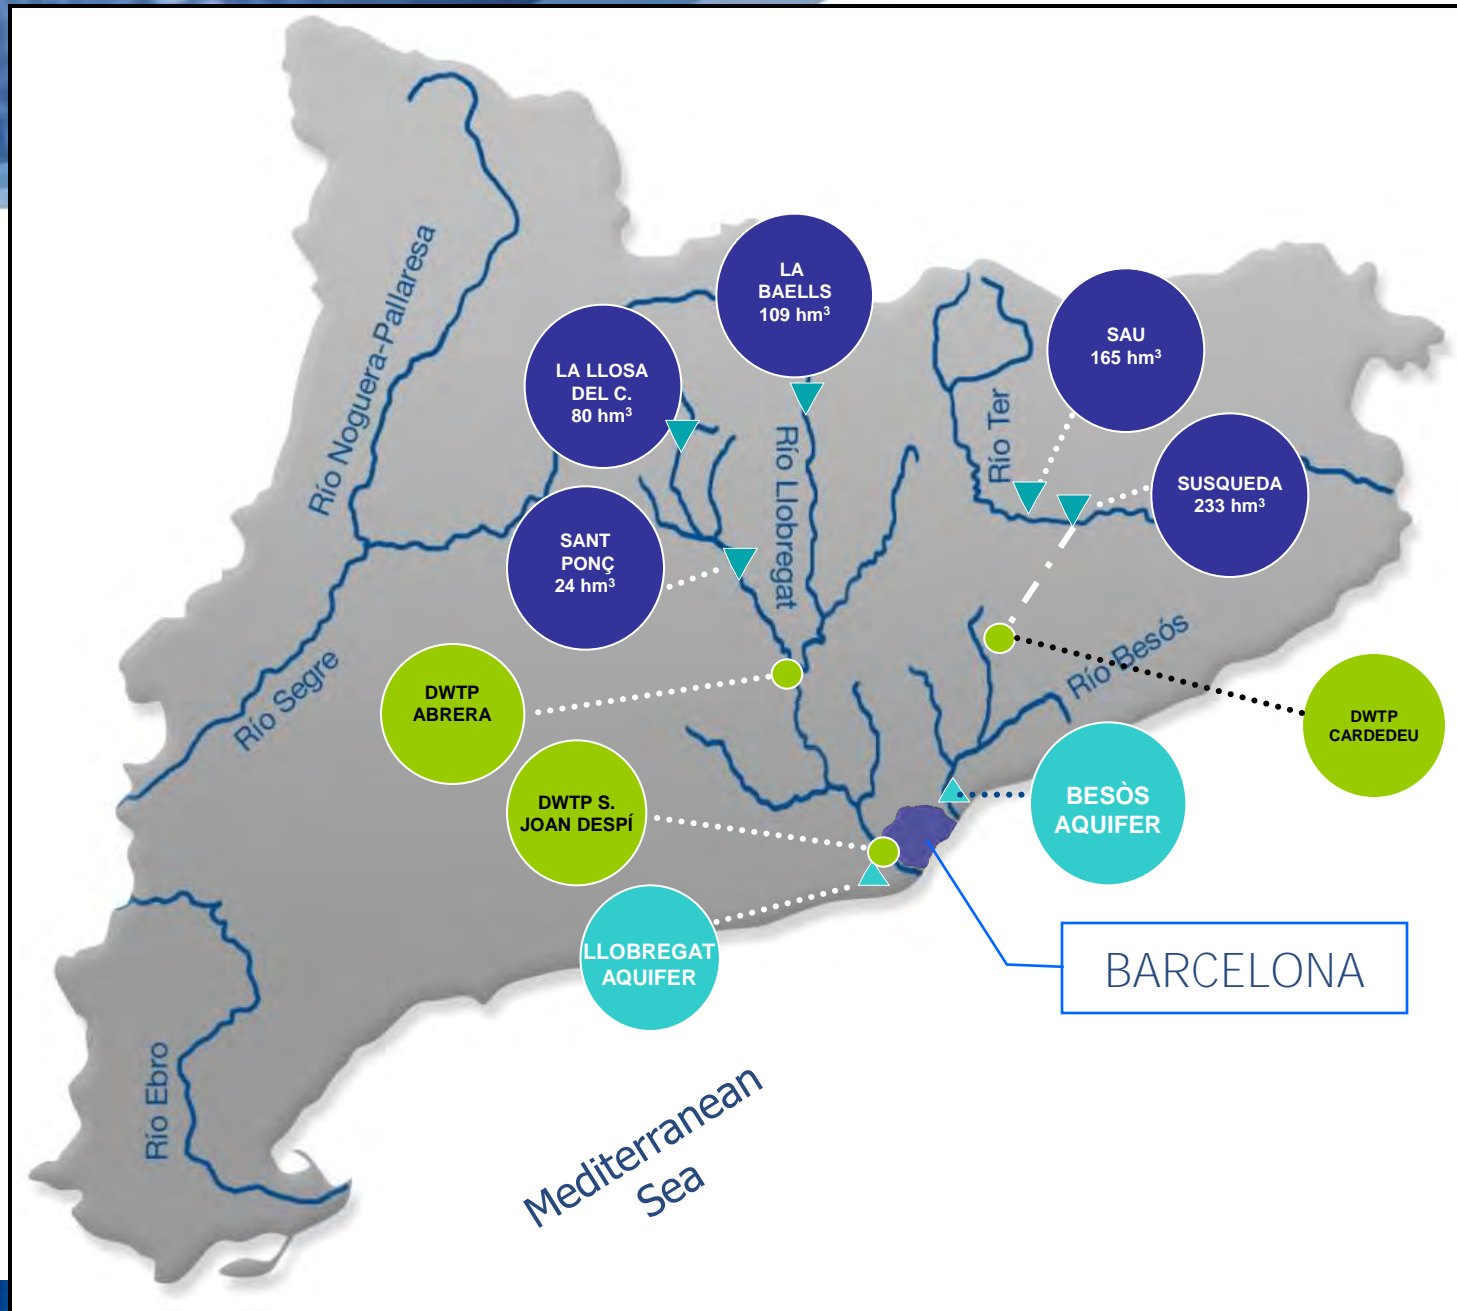 LA
BAELLS
109 hm³
SAU
165 hm³
LA LLOSA
DEL C.
80 hm³
SUSQUEDA
233 hm³
SANT
PONÇ
24 hm³
Río Noguera-Pallaresa
Río Llobregat
Río Ter
Río Segre
Río Besós
DWTP
ABRERA
DWTP
CARDEDEU
DWTP S.
JOAN DESPÍ
BESÒS
AQUIFER
LLOBREGAT
AQUIFER
BARCELONA
Río Ebro
Mediterranean
Sea